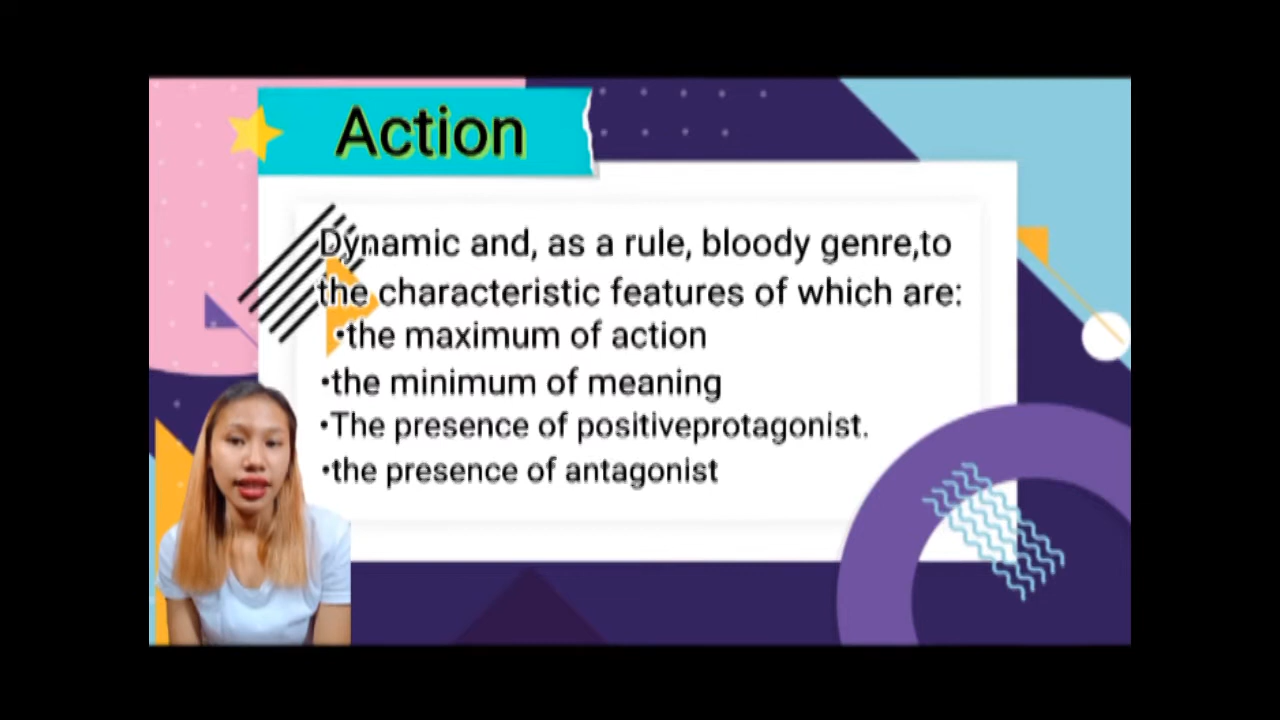 Action
Dynamic and, as a rule, bloody genre,to
the characteristic features of which are:
•the maximum of action
•the minimum of meaning
•The presence of positiveprotagonist.
•the presence of antagonist